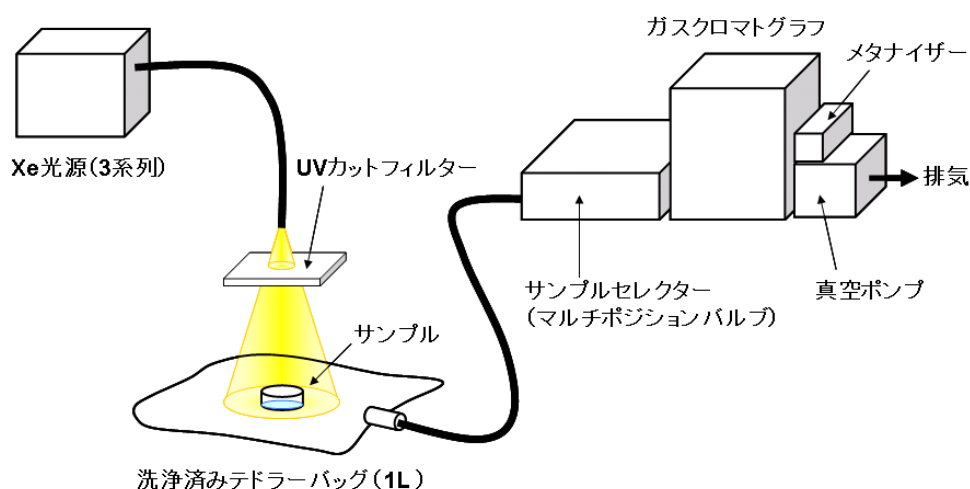 ガスクロマトグラフ
メタナイザー
Xe光源(3系列)
UVカットフィルター
排気
サンプルセレクター
(マルチポジションバルブ)
真空ポンプ
サンプル
洗浄済みテドラーバッグ(1L)